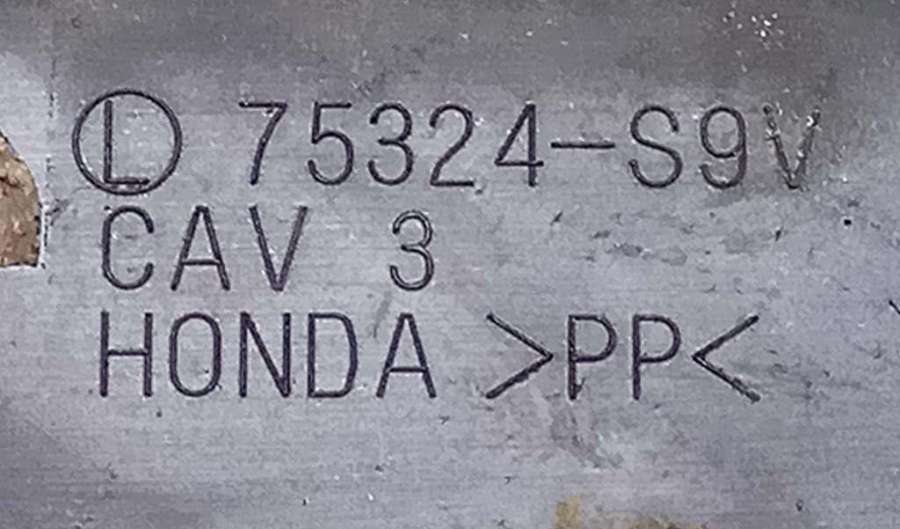 Ⓛ 75324-S9V
CAV 3
HONDA >PP<